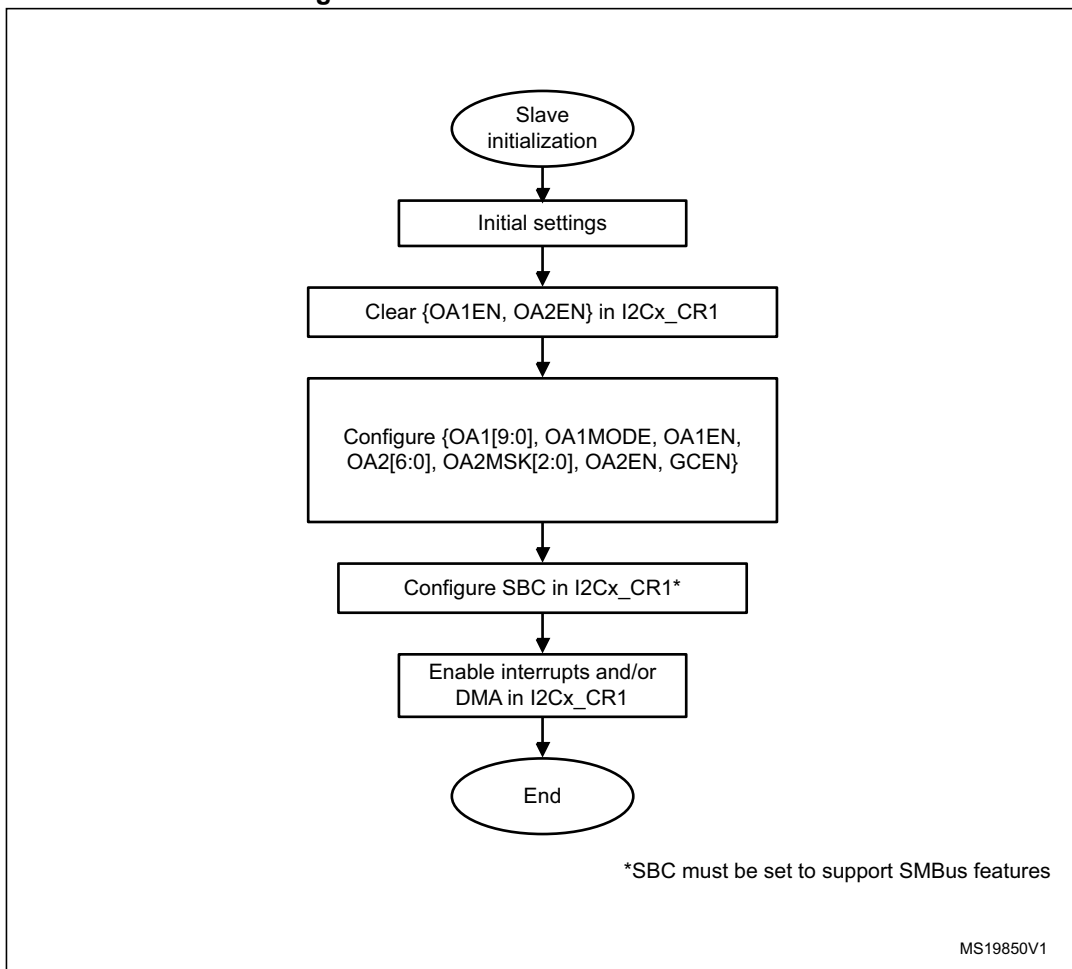 Slave
initialization
Initial settings
Clear {OA1EN, OA2EN} in I2Cx_CR1
Configure {OA1[9:0], OA1MODE, OA1EN,
OA2[6:0], OA2MSK[2:0], OA2EN, GCEN}
Configure SBC in I2Cx_CR1*
Enable interrupts and/or
DMA in I2Cx_CR1
End
*SBC must be set to support SMBus features
MS19850V1